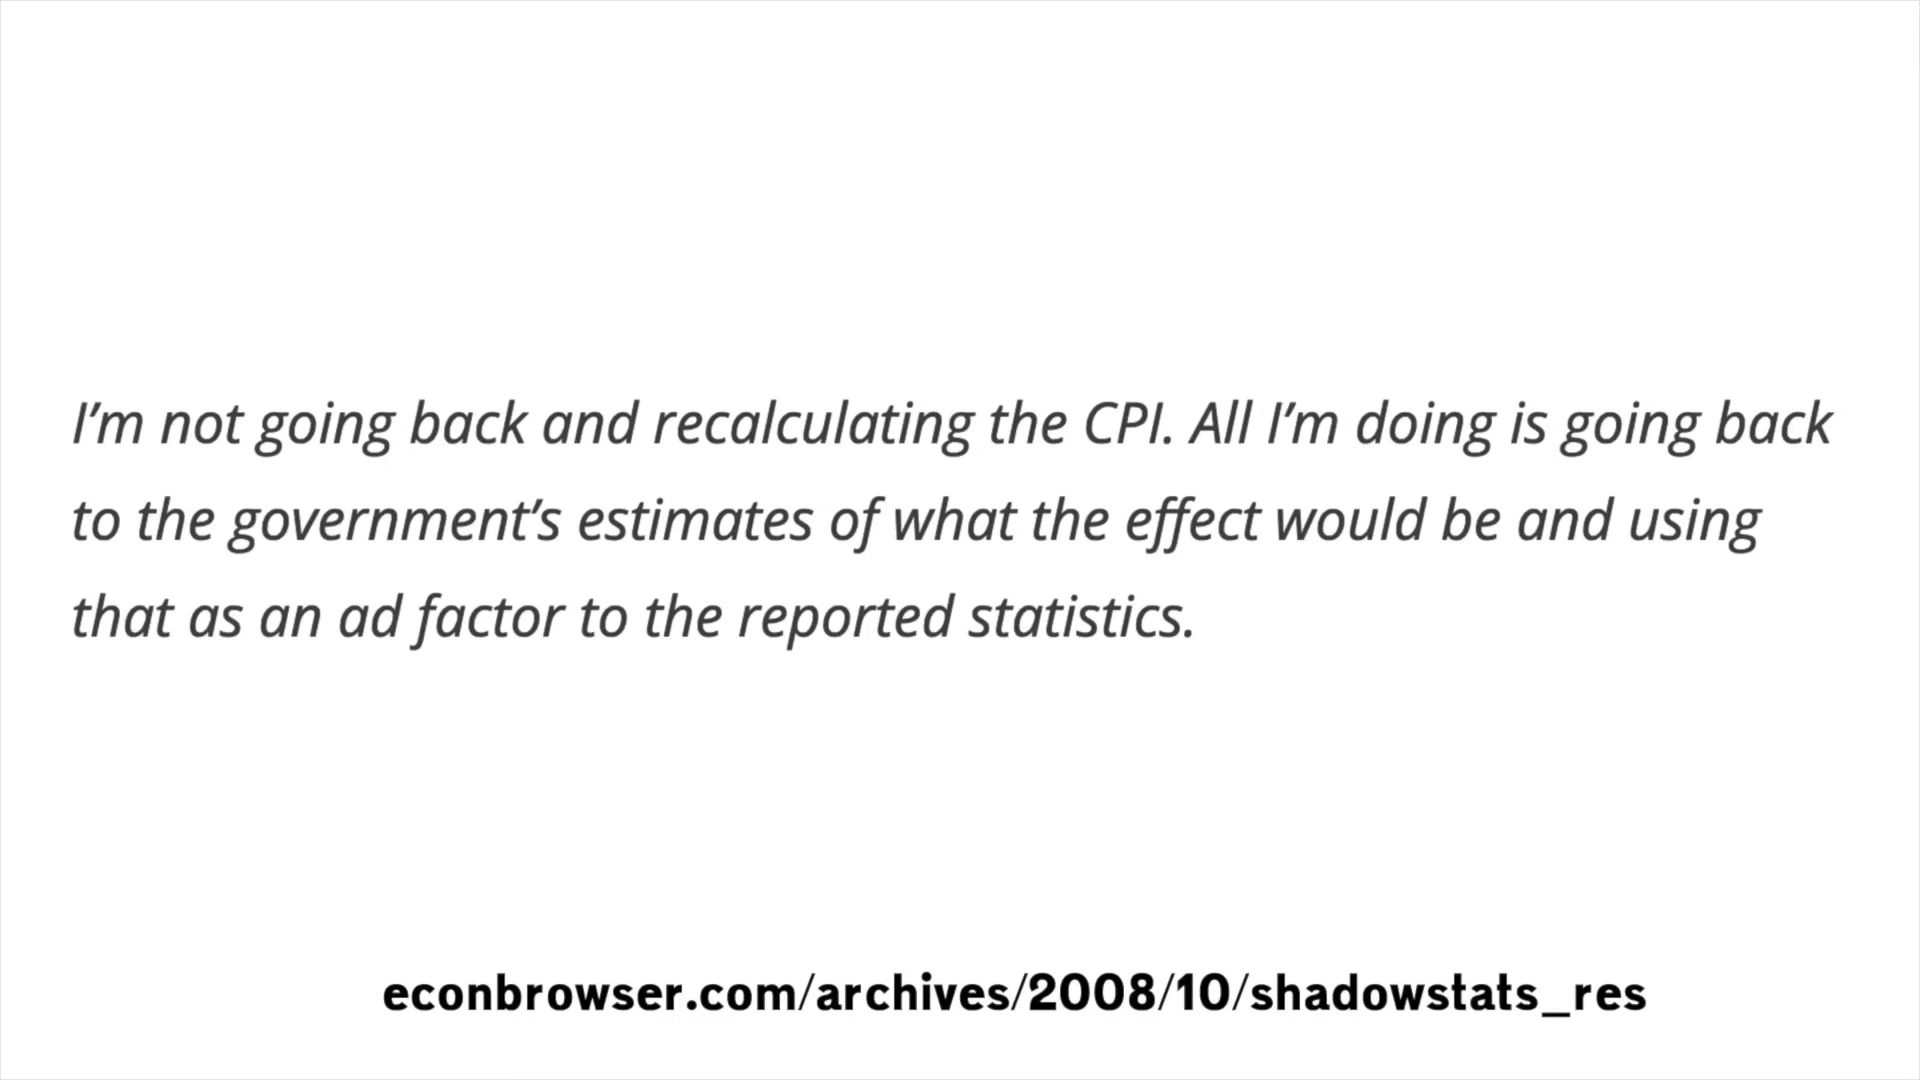 I’m not going back and recalculating the CPI. All I’m doing is going back
to the government’s estimates of what the effect would be and using
that as an ad factor to the reported statistics.
econbrowser.com/archives/2008/10/shadowstats_res